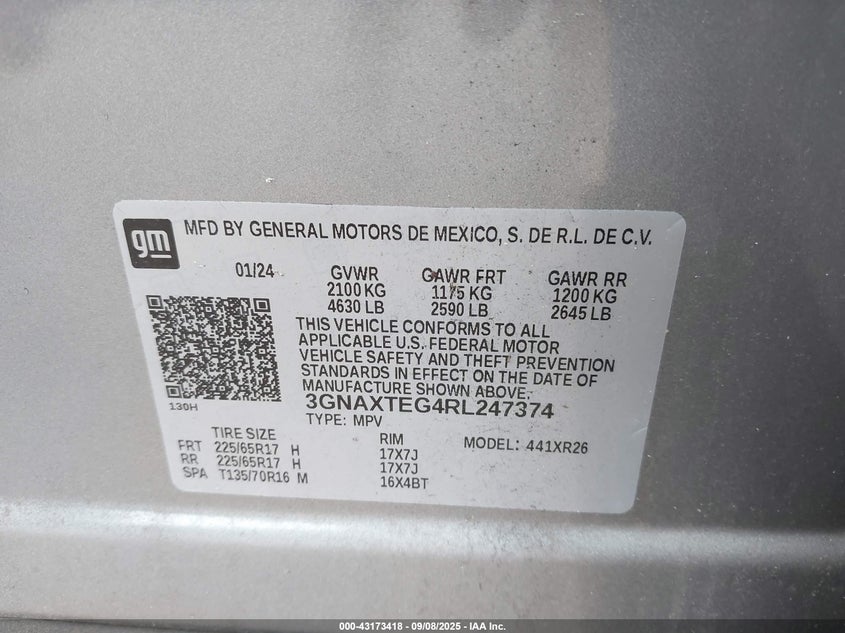 gm
MFD BY GENERAL MOTORS DE MEXICO, S. DE R.L. DE C.V.
01/24 GVWR GAWR FRT GAWR RR
2100 KG 1175 KG 1200 KG
4630 LB 2590 LB 2645 LB
THIS VEHICLE CONFORMS TO ALL
APPLICABLE U.S. FEDERAL MOTOR
VEHICLE SAFETY AND THEFT PREVENTION
STANDARDS IN EFFECT ON THE DATE OF
MANUFACTURE SHOWN ABOVE.
130H
3GNAXTEG4RL247374
TYPE: MPV
TIRE SIZE RIM MODEL: 441XR26
FRT 225/65R17 H 17X7J
RR 225/65R17 H 17X7J
SPA T135/70R16 M 16X4BT
000-43173418 - 09/08/2025 - IAA Inc.